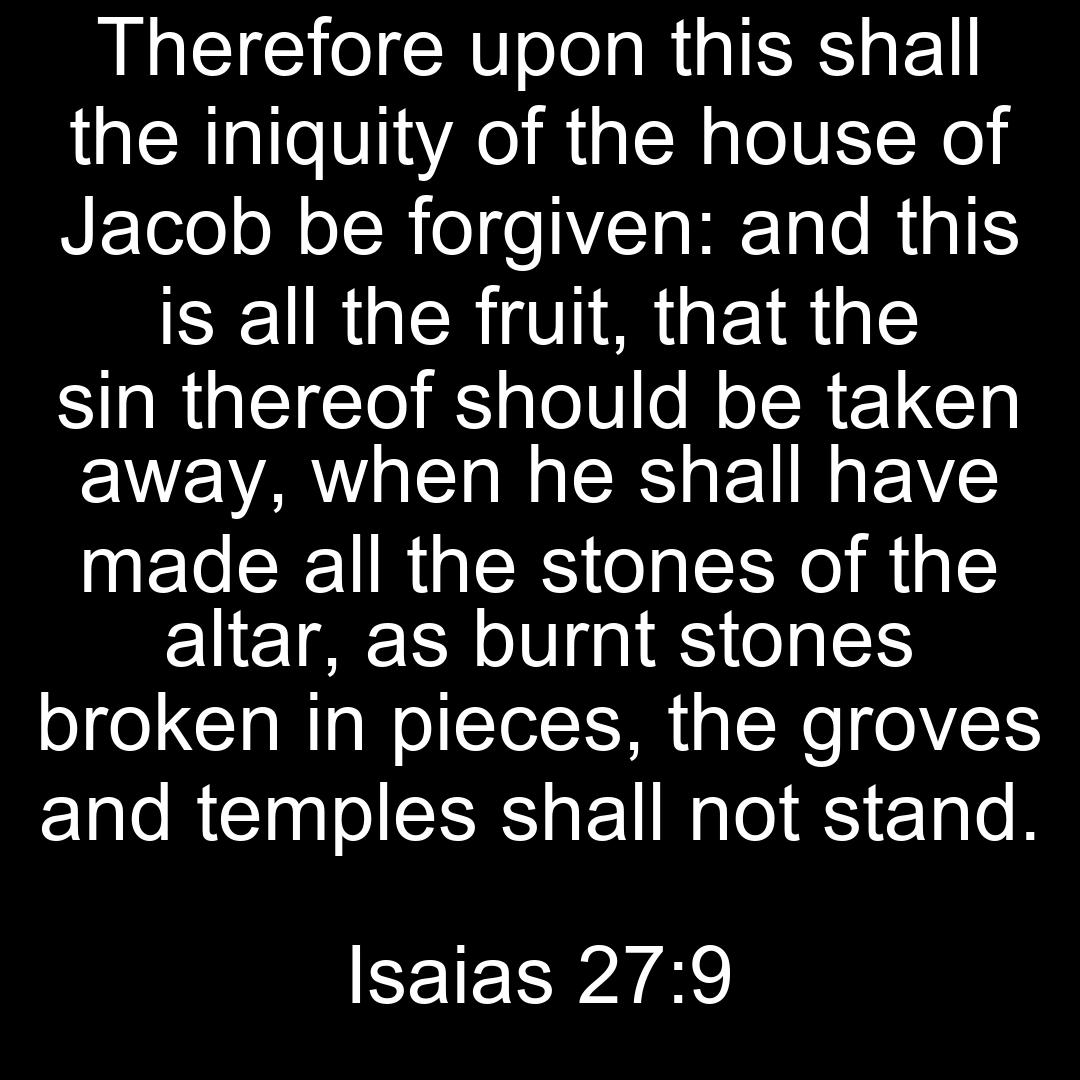 Therefore upon this shall
the iniquity of the house of
Jacob be forgiven: and this
is all the fruit, that the
sin thereof should be taken
away, when he shall have
made all the stones of the
altar, as burnt stones
broken in pieces, the groves
and temples shall not stand.
Isaias 27:9